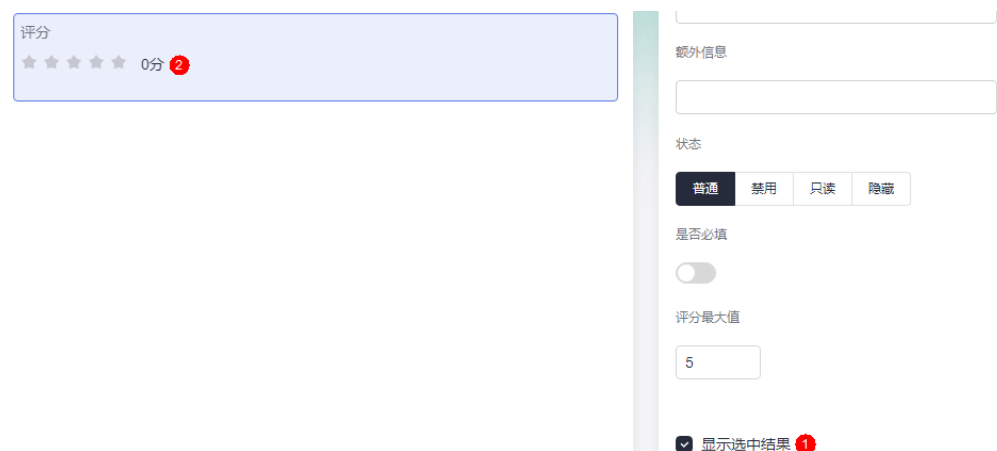 评分
0分 2
额外信息
状态
普通 禁用 只读 隐藏
是否必填
评分最大值
5
显示选中结果 1